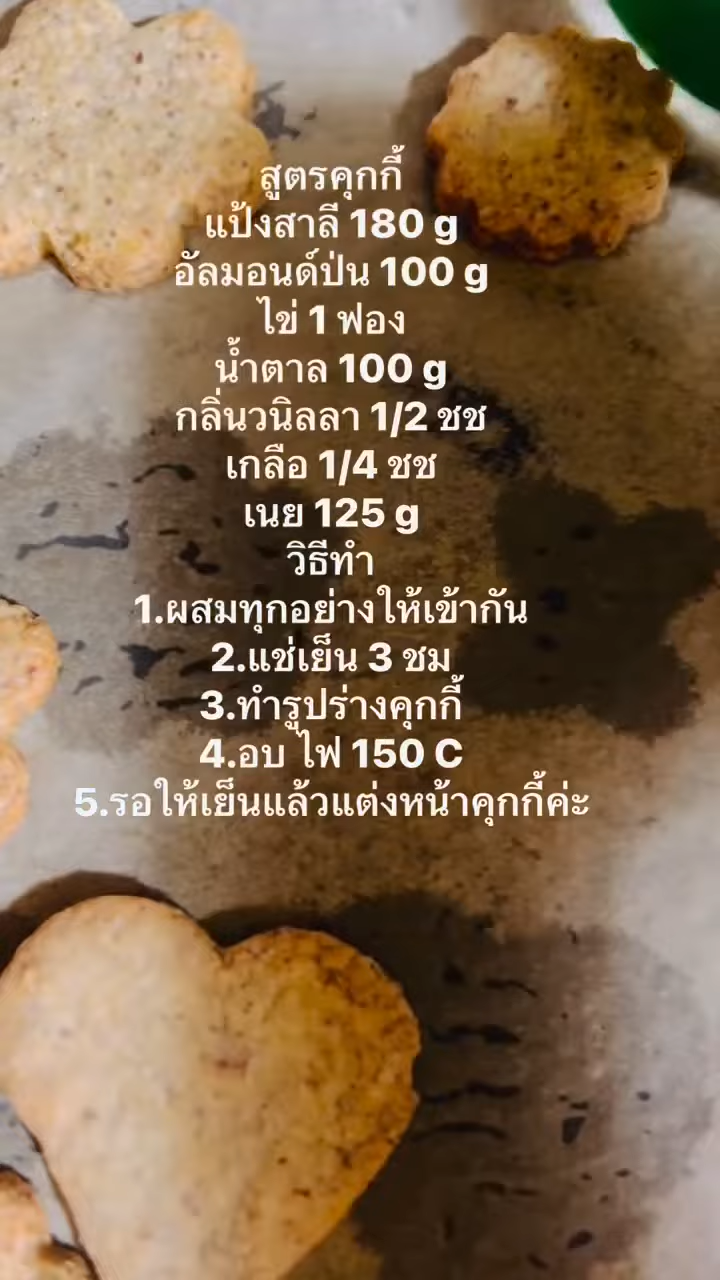 สูตรคุกกี้
แป้งสาลี 180 g
อัลมอนด์ป่น 100 g
ไข่ 1 ฟอง
น้ำตาล 100 g
กลิ่นวนิลลา 1/2 ชช
เกลือ 1/4 ชช
เนย 125 g
วิธีทำ
1.ผสมทุกอย่างให้เข้ากัน
2.แช่เย็น 3 ชม
3.ทำรูปร่างคุกกี้
4.อบ ไฟ 150 C
5.รอให้เย็นแล้วแต่งหน้าคุกกี้ค่ะ